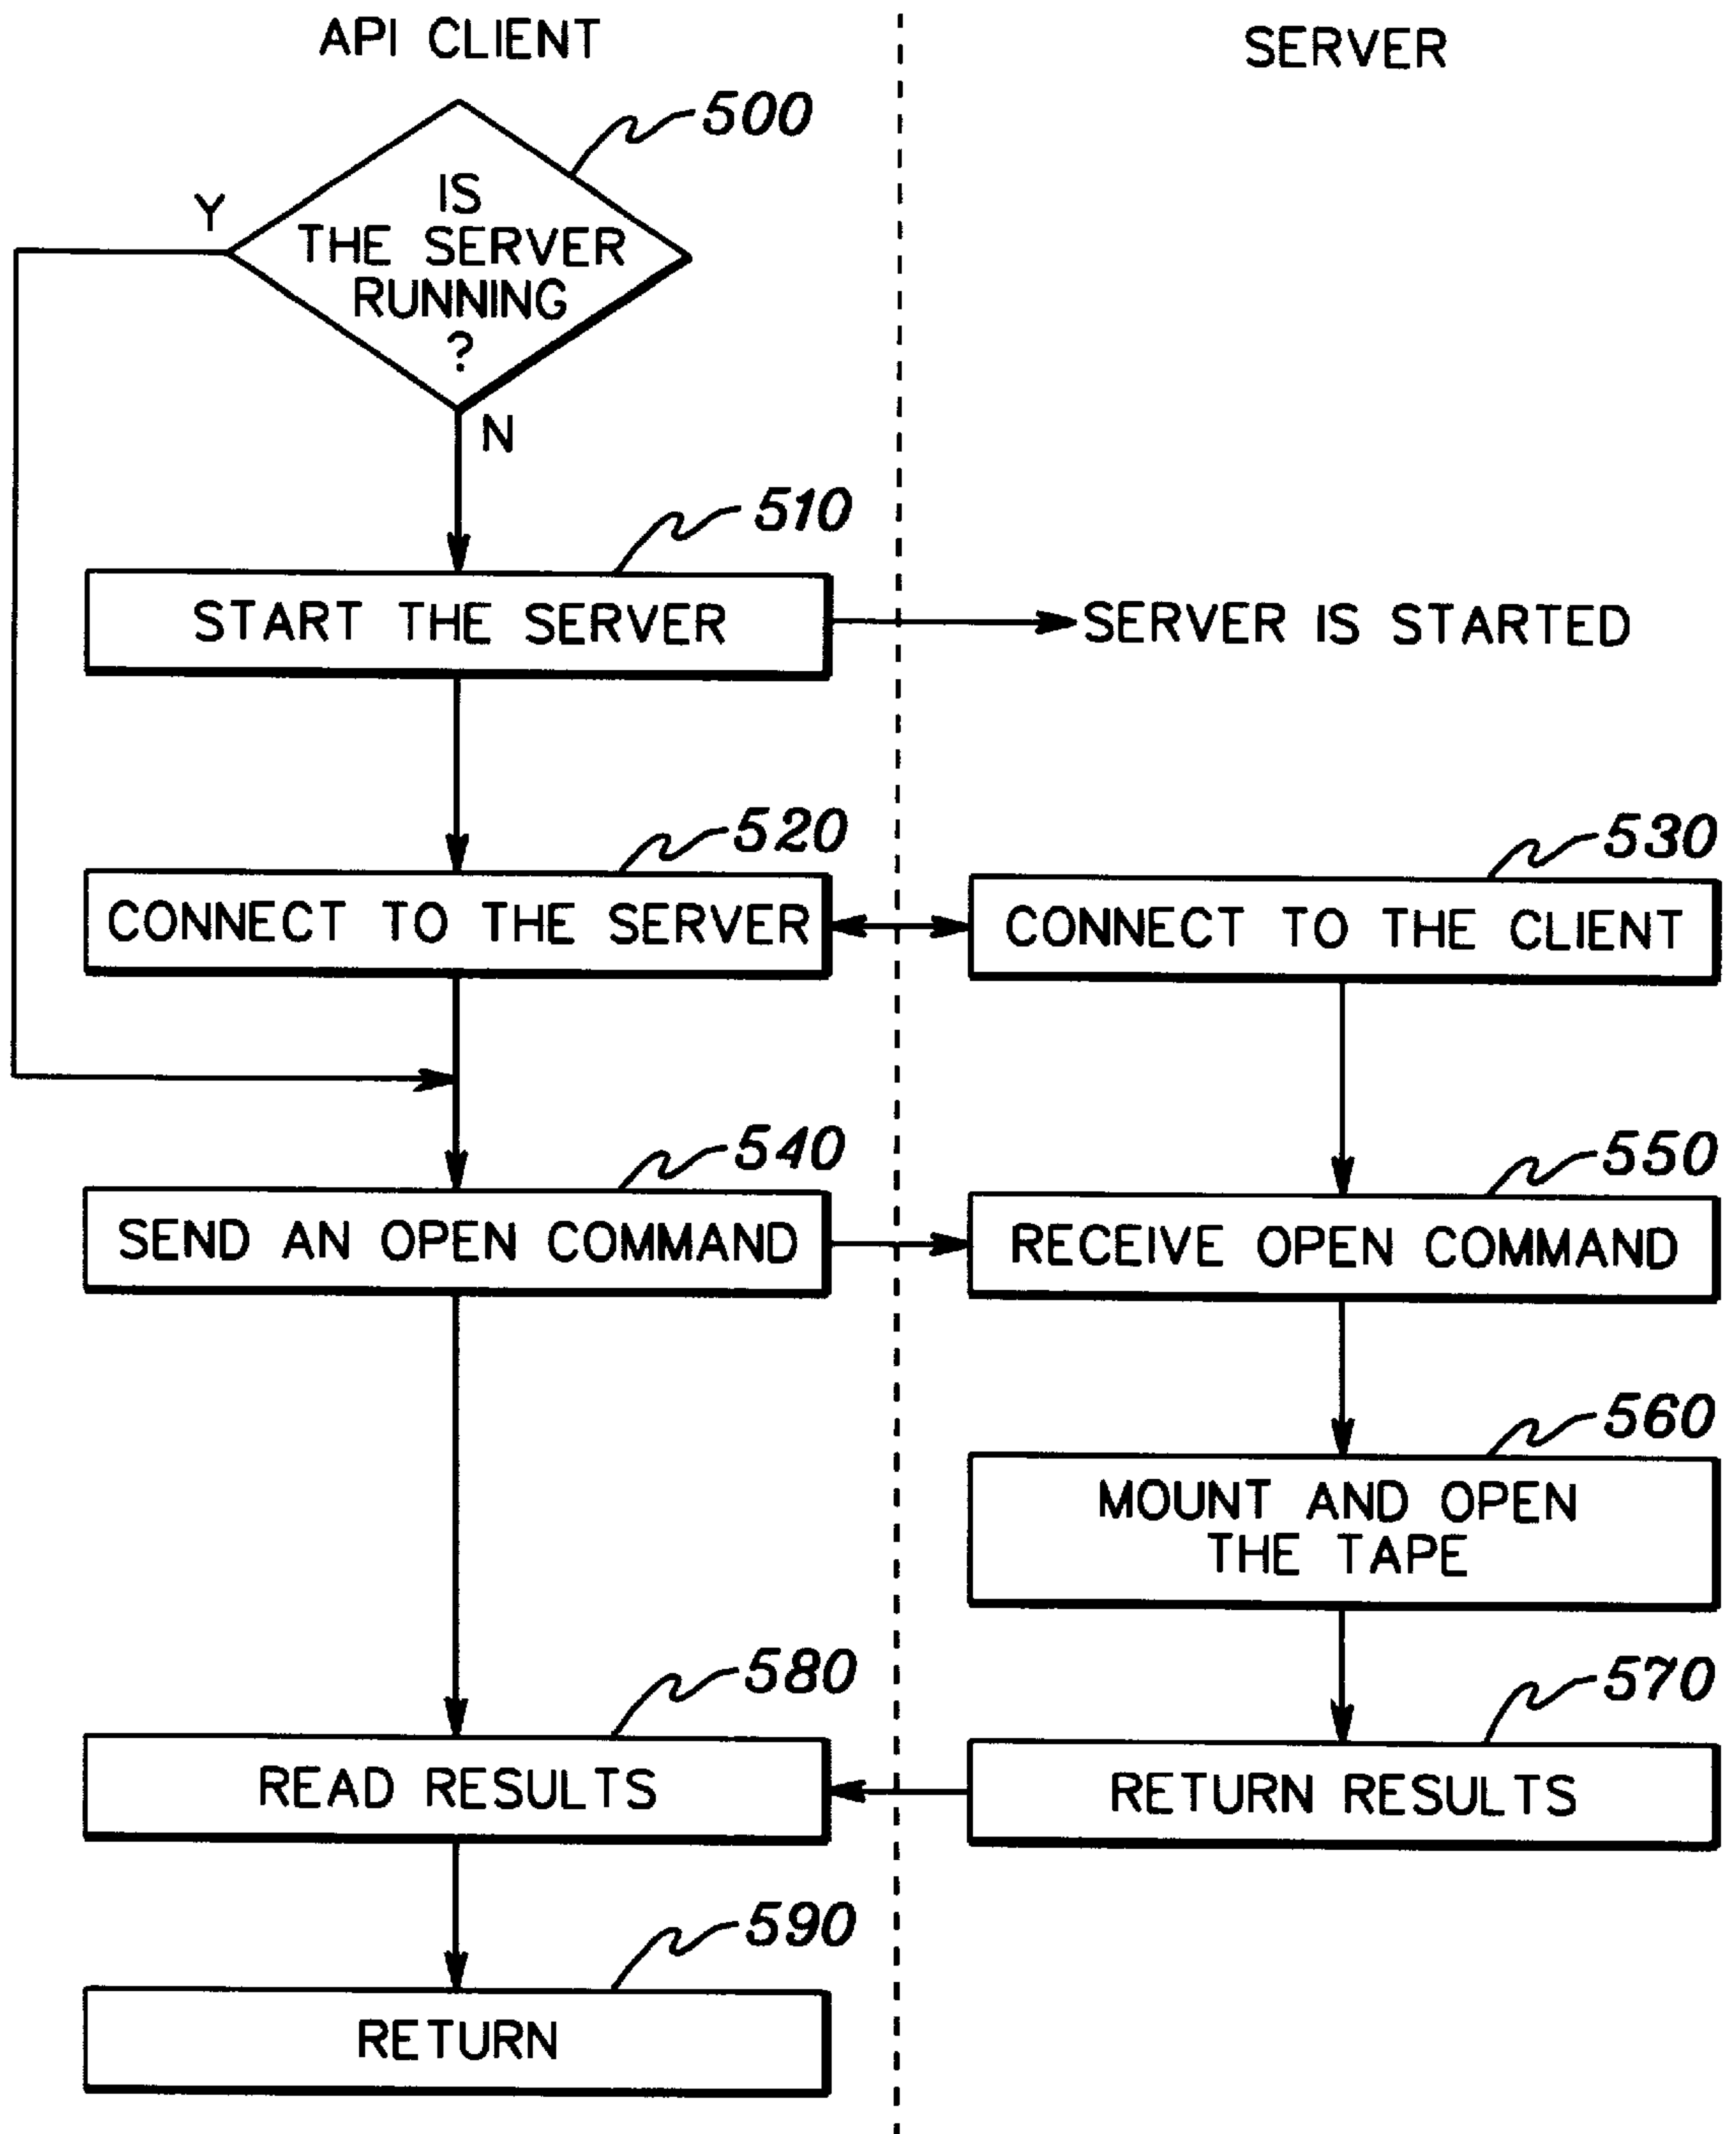 API CLIENT
SERVER
500
Y
IS
THE SERVER
RUNNING
?
N
510
START THE SERVER
SERVER IS STARTED
520
530
CONNECT TO THE SERVER
CONNECT TO THE CLIENT
540
550
SEND AN OPEN COMMAND
RECEIVE OPEN COMMAND
560
MOUNT AND OPEN
THE TAPE
580
570
READ RESULTS
RETURN RESULTS
590
RETURN